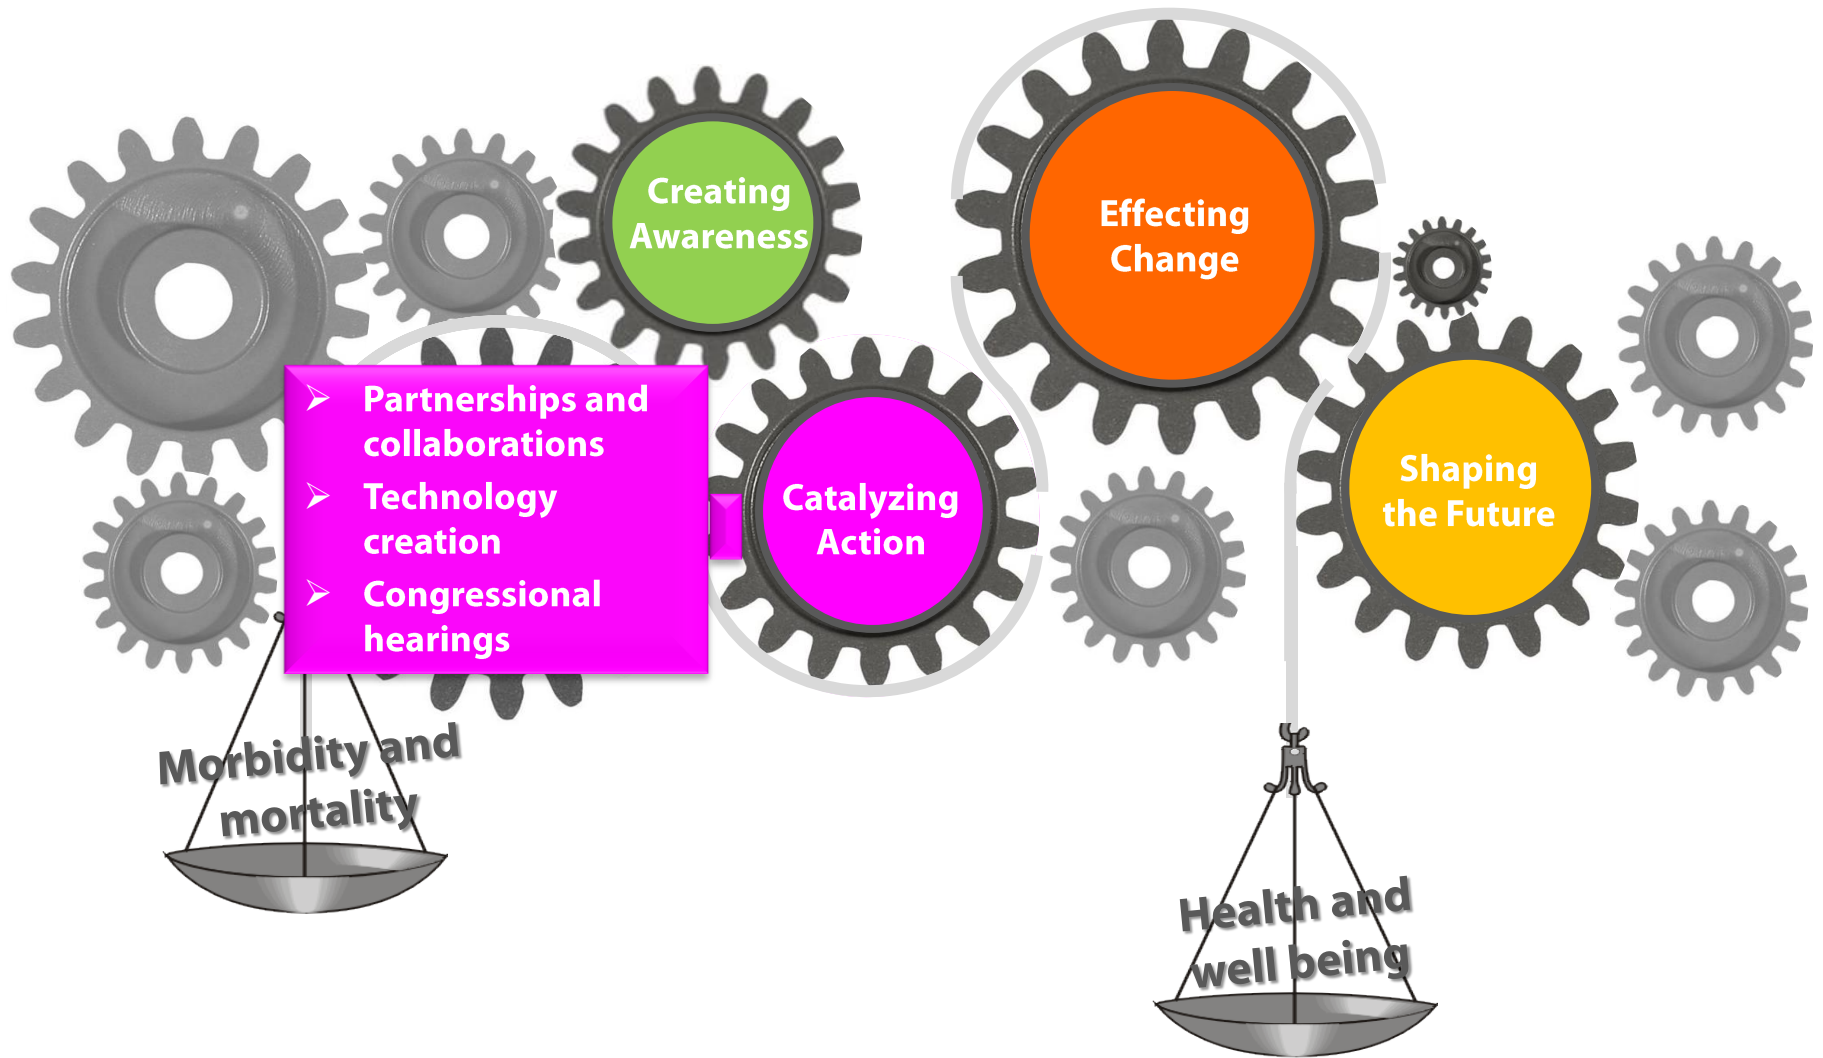 Creating
Awareness
Effecting
Change
Partnerships and
collaborations
Technology
creation
Congressional
hearings
Catalyzing
Action
Shaping
the Future
Morbidity and
mortality
Health and
well being